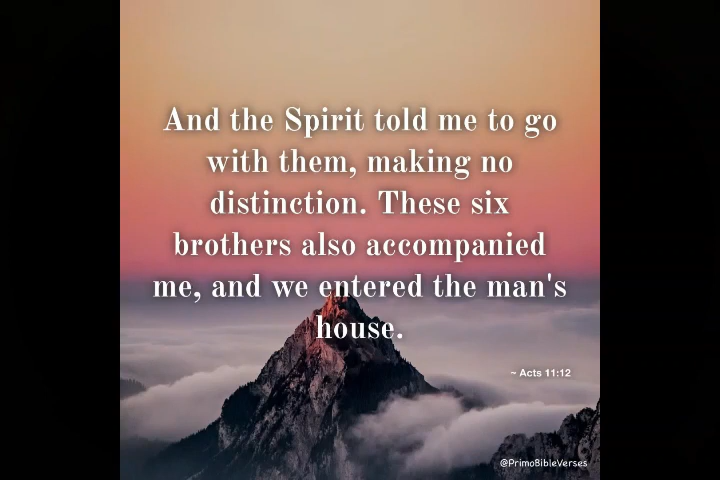 And the Spirit told me to go
with them, making no
distinction. These six
brothers also accompanied
me, and we entered the man's
house.
~ Acts 11:12
@PrimoBibleVerses